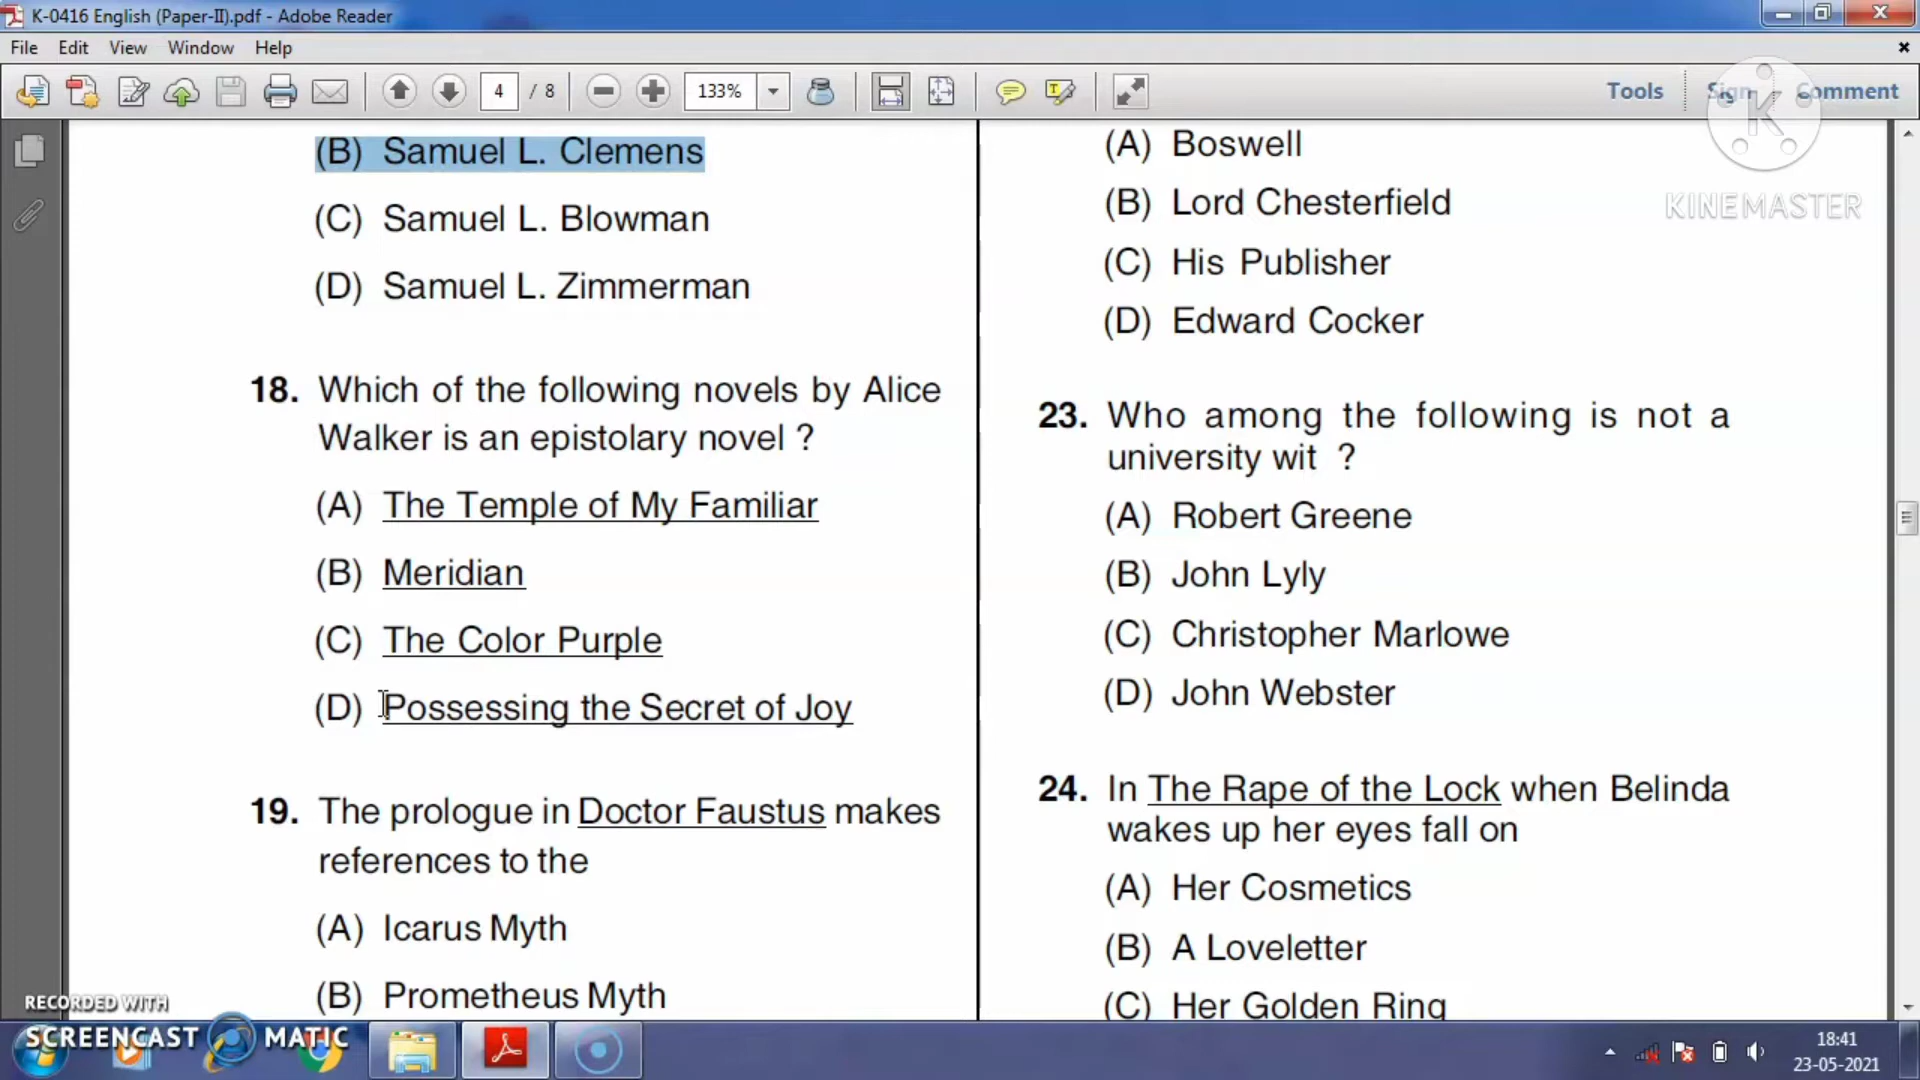 K-0416 English (Paper-II).pdf - Adobe Reader
File Edit View Window Help
4 / 8 133% Tools Sign Comment
KINEMASTER
(B) Samuel L. Clemens
(C) Samuel L. Blowman
(D) Samuel L. Zimmerman
18. Which of the following novels by Alice
Walker is an epistolary novel ?
(A) The Temple of My Familiar
(B) Meridian
(C) The Color Purple
(D) Possessing the Secret of Joy
19. The prologue in Doctor Faustus makes
references to the
(A) Icarus Myth
(B) Prometheus Myth
(A) Boswell
(B) Lord Chesterfield
(C) His Publisher
(D) Edward Cocker
23. Who among the following is not a
university wit ?
(A) Robert Greene
(B) John Lyly
(C) Christopher Marlowe
(D) John Webster
24. In The Rape of the Lock when Belinda
wakes up her eyes fall on
(A) Her Cosmetics
(B) A Loveletter
(C) Her Golden Ring
RECORDED WITH
SCREENCAST MATIC
18:41
23-05-2021